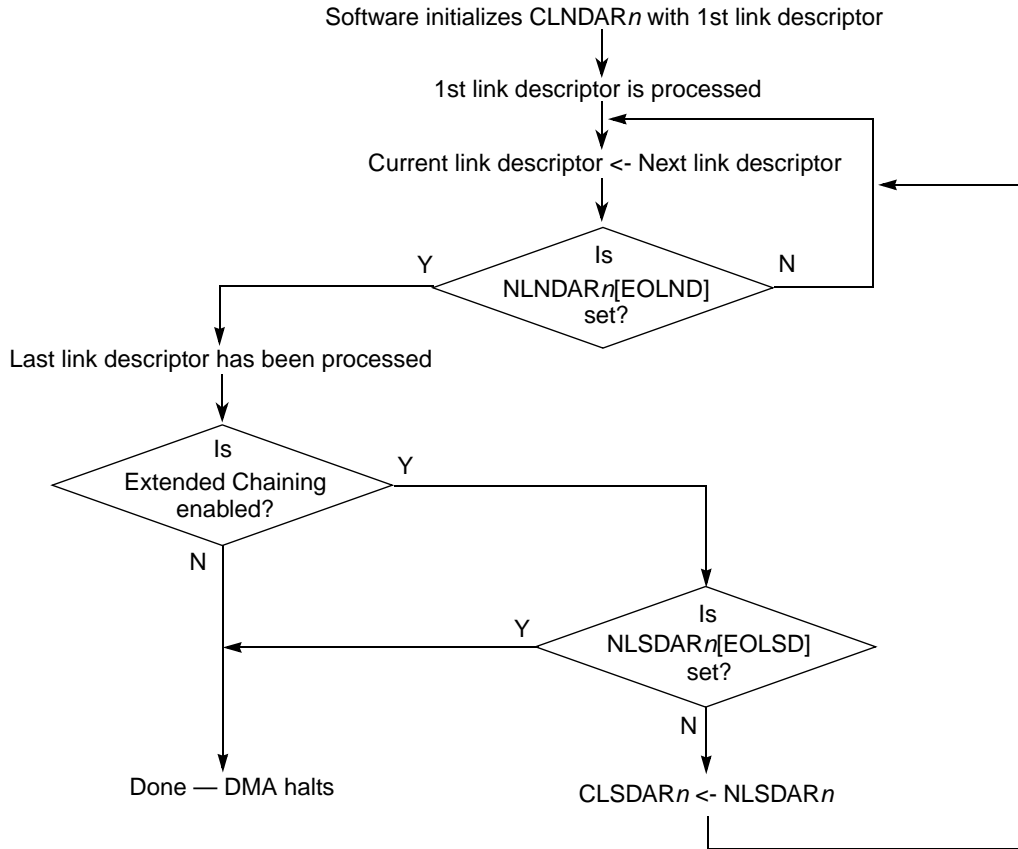 Software initializes CLNDARn with 1st link descriptor
1st link descriptor is processed
Current link descriptor <- Next link descriptor
Is
NLNDARn[EOLND]
set?
Y
N
Last link descriptor has been processed
Is
Extended Chaining
enabled?
Y
N
Is
NLSDARn[EOLSD]
set?
Y
N
Done — DMA halts
CLSDARn <- NLSDARn